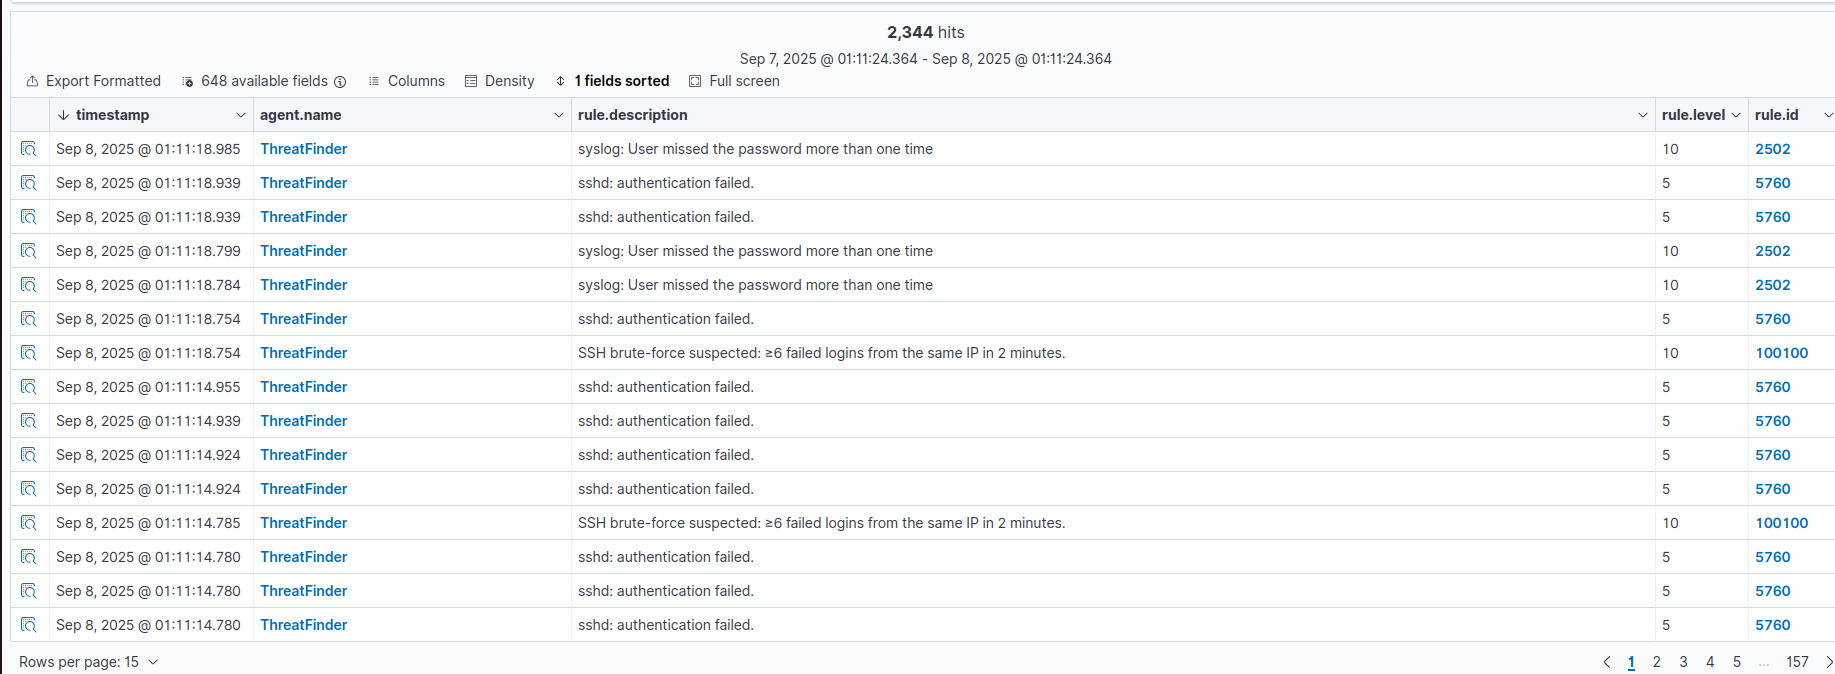 2,344 hits
Sep 7, 2025 @ 01:11:24.364 - Sep 8, 2025 @ 01:11:24.364
Export Formatted 648 available fields Columns Density 1 fields sorted Full screen
timestamp agent.name rule.description rule.level rule.id
Sep 8, 2025 @ 01:11:18.985 ThreatFinder syslog: User missed the password more than one time 10 2502
Sep 8, 2025 @ 01:11:18.939 ThreatFinder sshd: authentication failed. 5 5760
Sep 8, 2025 @ 01:11:18.939 ThreatFinder sshd: authentication failed. 5 5760
Sep 8, 2025 @ 01:11:18.799 ThreatFinder syslog: User missed the password more than one time 10 2502
Sep 8, 2025 @ 01:11:18.784 ThreatFinder syslog: User missed the password more than one time 10 2502
Sep 8, 2025 @ 01:11:18.754 ThreatFinder sshd: authentication failed. 5 5760
Sep 8, 2025 @ 01:11:18.754 ThreatFinder SSH brute-force suspected: ≥6 failed logins from the same IP in 2 minutes. 10 100100
Sep 8, 2025 @ 01:11:14.955 ThreatFinder sshd: authentication failed. 5 5760
Sep 8, 2025 @ 01:11:14.939 ThreatFinder sshd: authentication failed. 5 5760
Sep 8, 2025 @ 01:11:14.924 ThreatFinder sshd: authentication failed. 5 5760
Sep 8, 2025 @ 01:11:14.924 ThreatFinder sshd: authentication failed. 5 5760
Sep 8, 2025 @ 01:11:14.785 ThreatFinder SSH brute-force suspected: ≥6 failed logins from the same IP in 2 minutes. 10 100100
Sep 8, 2025 @ 01:11:14.780 ThreatFinder sshd: authentication failed. 5 5760
Sep 8, 2025 @ 01:11:14.780 ThreatFinder sshd: authentication failed. 5 5760
Sep 8, 2025 @ 01:11:14.780 ThreatFinder sshd: authentication failed. 5 5760
Rows per page: 15 1 2 3 4 5 ... 157